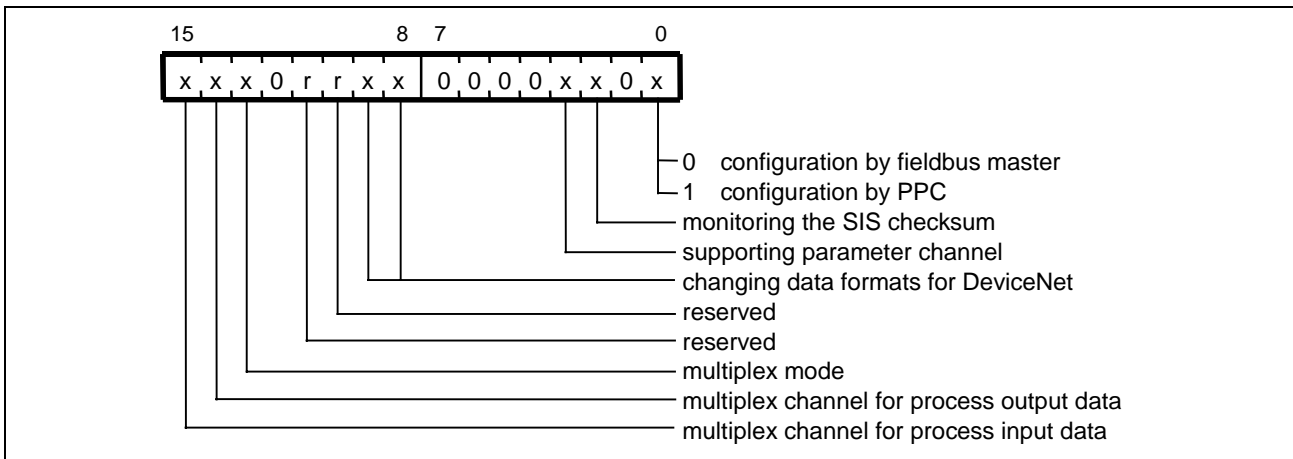 15 8 7 0
x x x 0 r r x x 0 0 0 0 x x 0 x
0 configuration by fieldbus master
1 configuration by PPC
monitoring the SIS checksum
supporting parameter channel
changing data formats for DeviceNet
reserved
reserved
multiplex mode
multiplex channel for process output data
multiplex channel for process input data